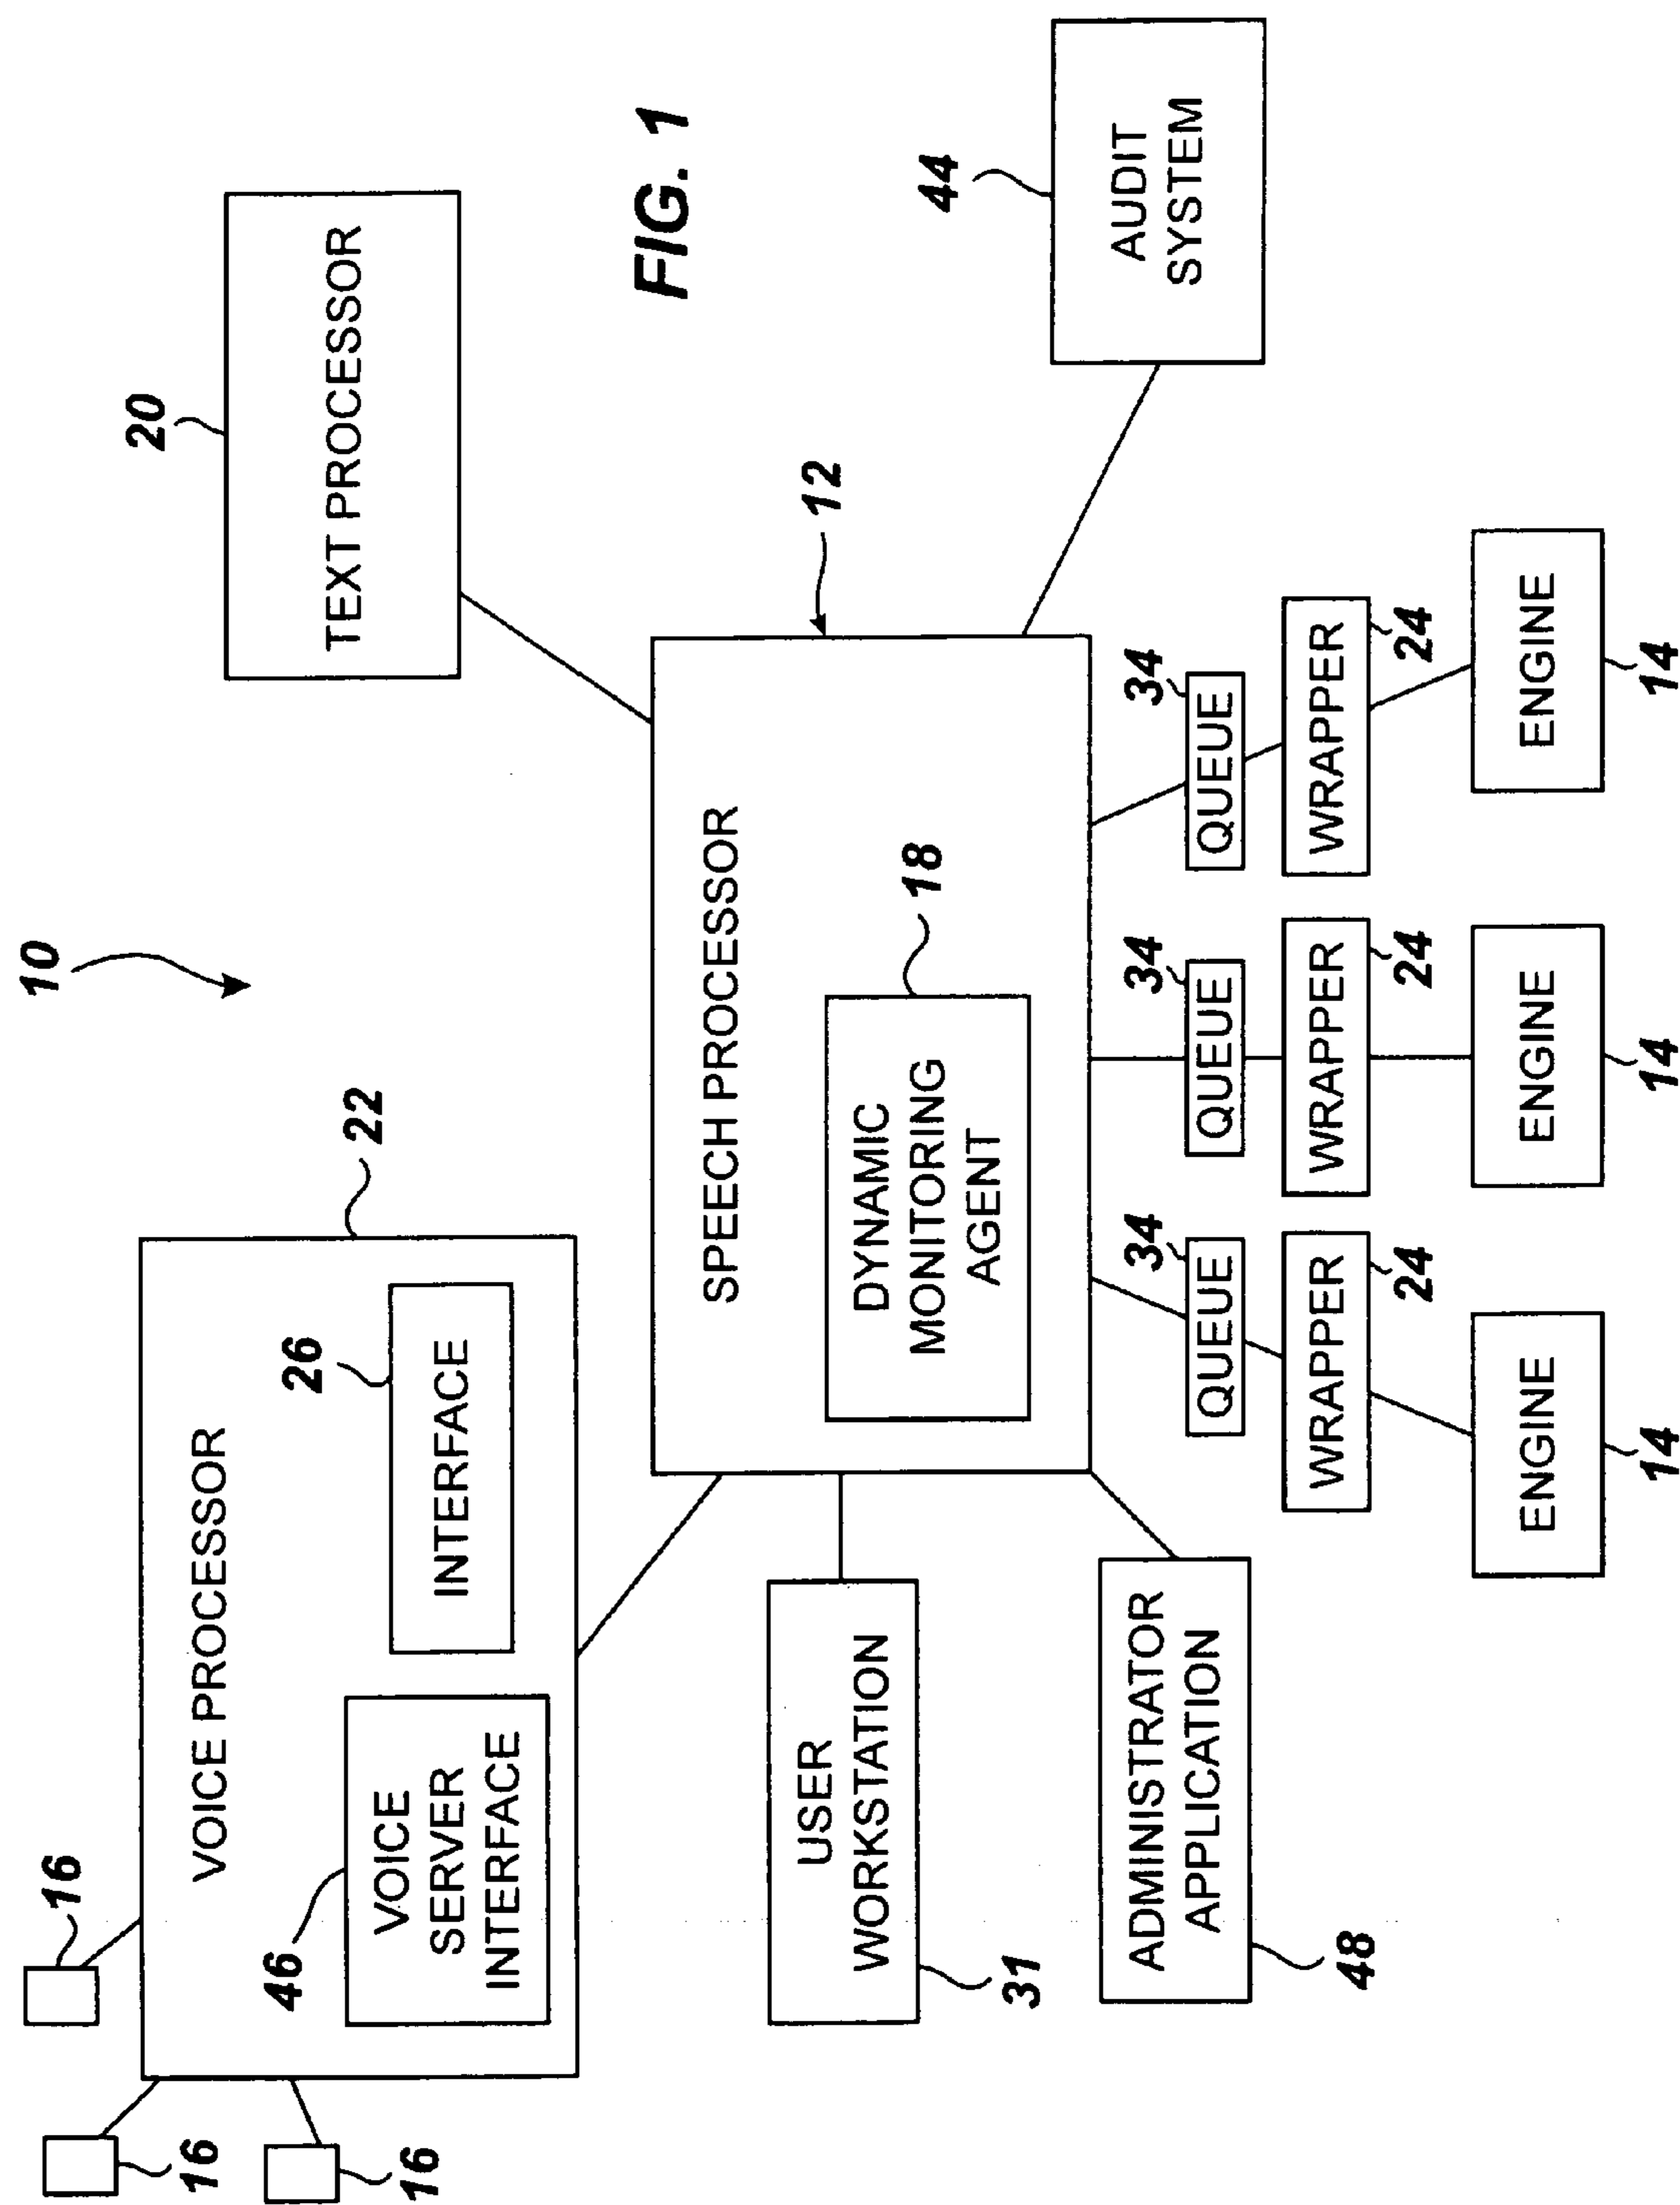 10
16
16
16
22
VOICE PROCESSOR
46
VOICE
SERVER
INTERFACE
26
INTERFACE
20
TEXT PROCESSOR
FIG. 1
12
SPEECH PROCESSOR
18
DYNAMIC
MONITORING
AGENT
USER
WORKSTATION
31
ADMINISTRATOR
APPLICATION
48
44
AUDIT
SYSTEM
34
QUEUE
34
QUEUE
34
QUEUE
WRAPPER
24
WRAPPER
24
WRAPPER
24
ENGINE
14
ENGINE
14
ENGINE
14